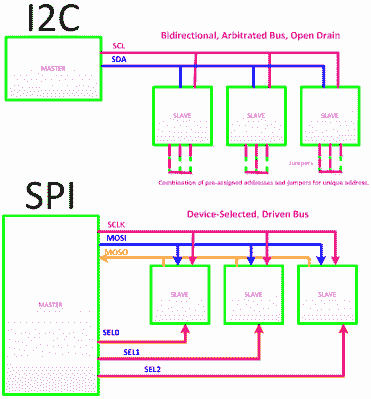 I2C
Bidirectional, Arbitrated Bus, Open Drain
SCL
SDA
MASTER
SLAVE
SLAVE
SLAVE
Jumpers
Combination of pre-assigned addresses and jumpers for unique address.
SPI
Device-Selected, Driven Bus
SCLK
MOSI
MOSO
SLAVE
SLAVE
SLAVE
MASTER
SEL0
SEL1
SEL2